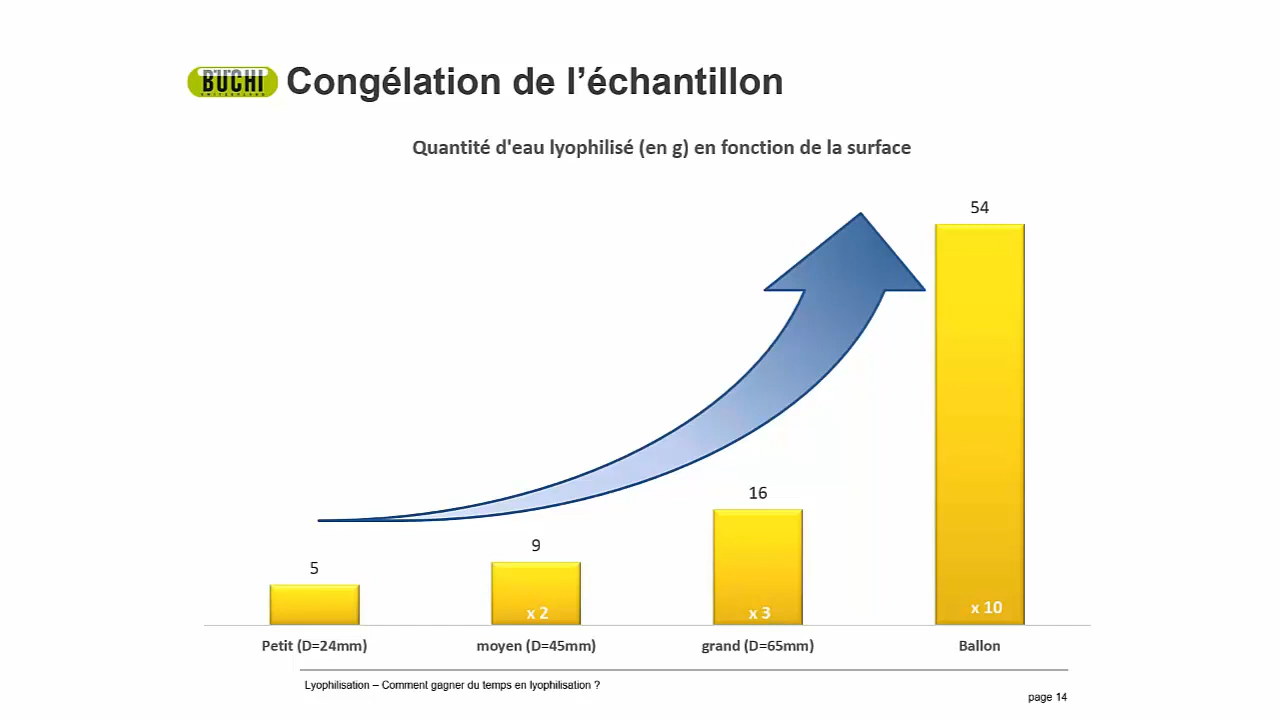 BÜCHI
SWITZERLAND
Congélation de l’échantillon
Quantité d'eau lyophilisé (en g) en fonction de la surface
54
16
9
5
x 2
x 3
x 10
Petit (D=24mm)
moyen (D=45mm)
grand (D=65mm)
Ballon
Lyophilisation – Comment gagner du temps en lyophilisation ?
page 14